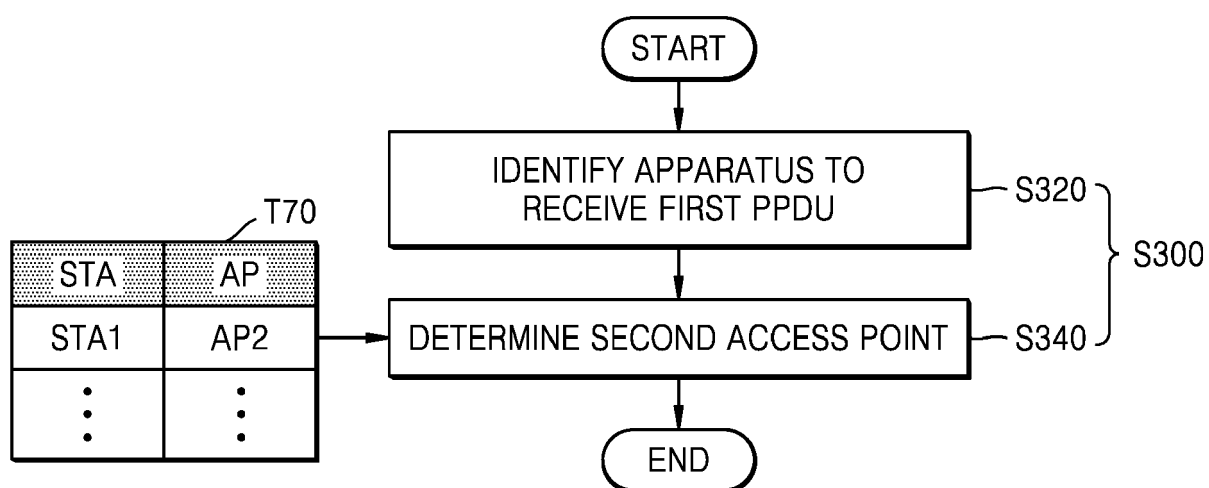 START
IDENTIFY APPARATUS TO
RECEIVE FIRST PPDU
S320
S300
T70
STA AP
STA1 AP2
DETERMINE SECOND ACCESS POINT
S340
END